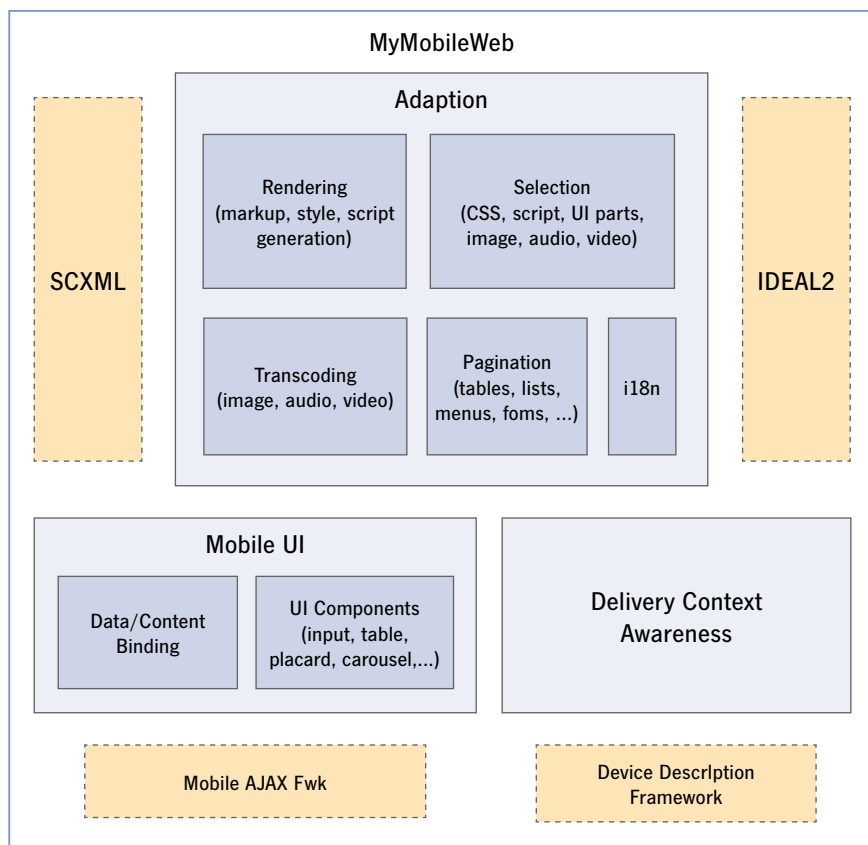 MyMobileWeb
Adaption
Rendering
(markup, style, script
generation)
Selection
(CSS, script, UI parts,
image, audio, video)
SCXML
IDEAL2
Transcoding
(image, audio, video)
Pagination
(tables, lists,
menus, foms, ...)
i18n
Mobile UI
Data/Content
Binding
UI Components
(input, table,
placard, carousel,...)
Delivery Context
Awareness
Mobile AJAX Fwk
Device Descrlption
Framework